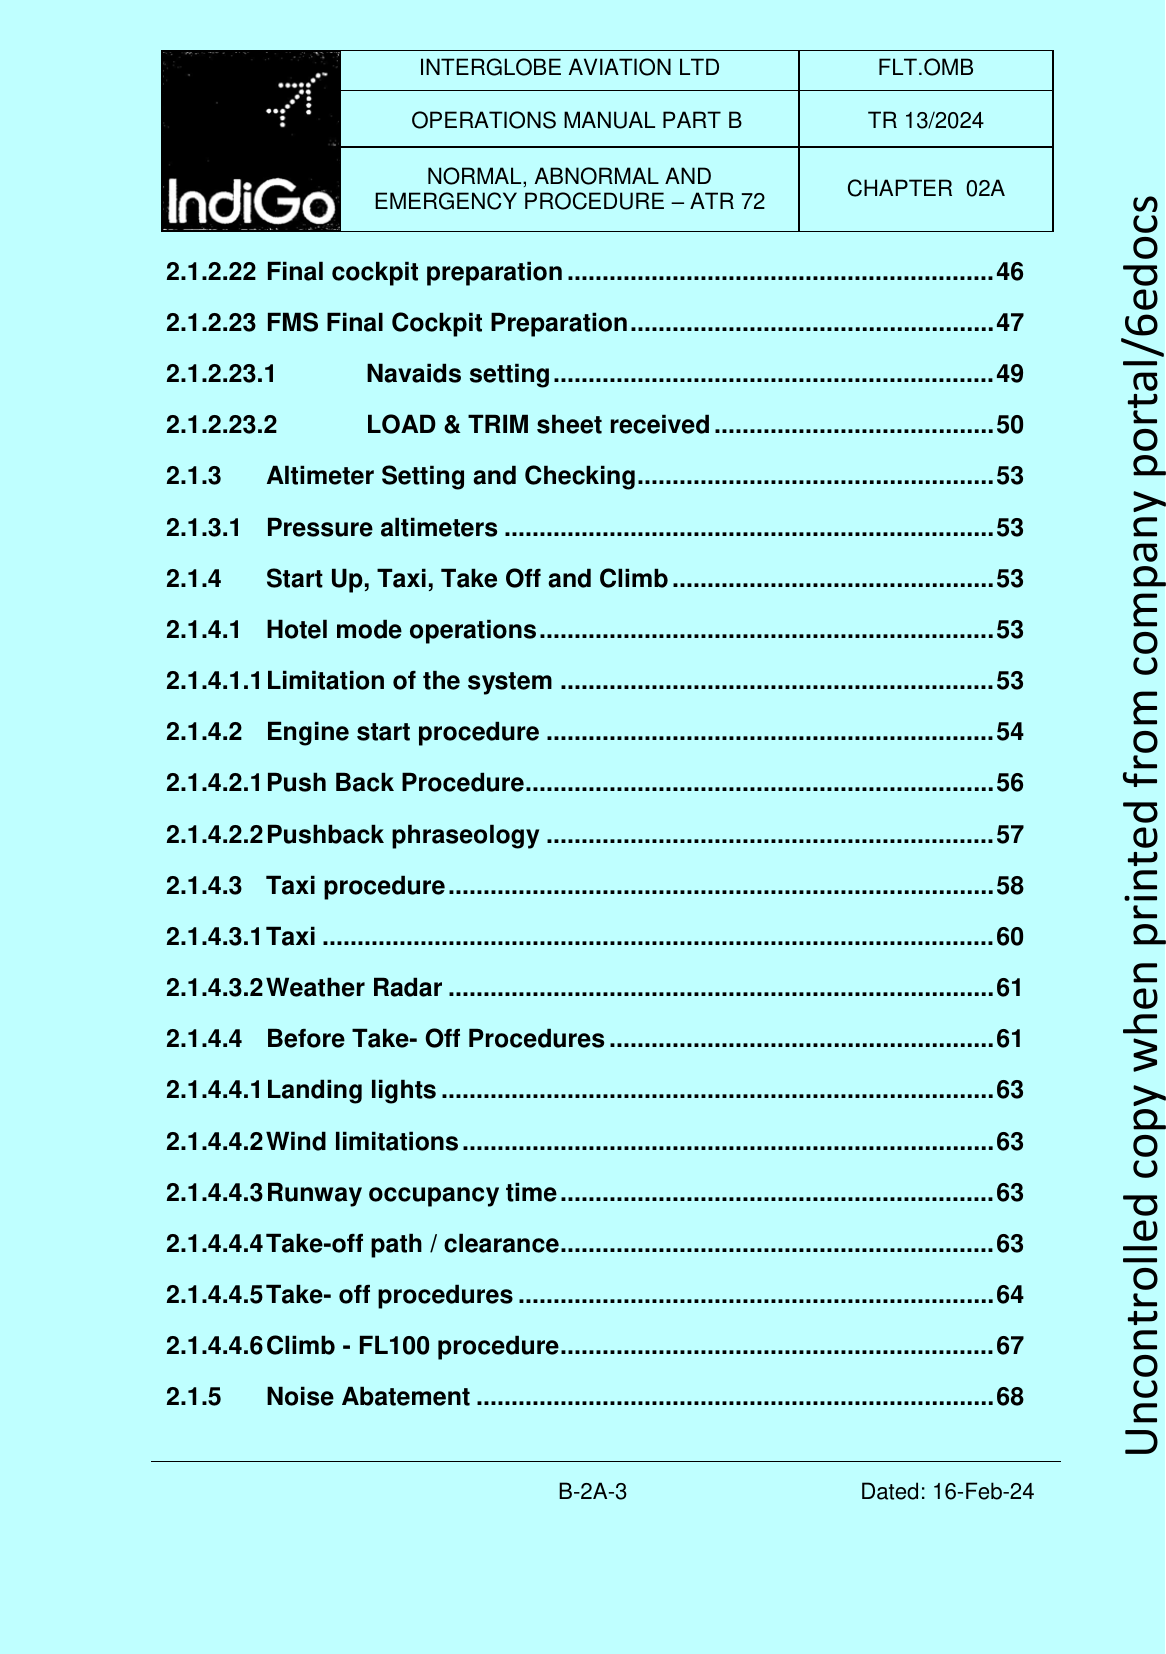 IndiGo
INTERGLOBE AVIATION LTD
FLT.OMB
OPERATIONS MANUAL PART B
TR 13/2024
NORMAL, ABNORMAL AND
EMERGENCY PROCEDURE – ATR 72
CHAPTER 02A
2.1.2.22 Final cockpit preparation ............................................................. 46
2.1.2.23 FMS Final Cockpit Preparation .................................................... 47
2.1.2.23.1 Navaids setting ............................................................... 49
2.1.2.23.2 LOAD & TRIM sheet received ........................................ 50
2.1.3 Altimeter Setting and Checking ................................................... 53
2.1.3.1 Pressure altimeters ...................................................................... 53
2.1.4 Start Up, Taxi, Take Off and Climb .............................................. 53
2.1.4.1 Hotel mode operations ................................................................. 53
2.1.4.1.1 Limitation of the system .............................................................. 53
2.1.4.2 Engine start procedure ................................................................ 54
2.1.4.2.1 Push Back Procedure ................................................................... 56
2.1.4.2.2 Pushback phraseology ................................................................ 57
2.1.4.3 Taxi procedure .............................................................................. 58
2.1.4.3.1 Taxi ................................................................................................ 60
2.1.4.3.2 Weather Radar .............................................................................. 61
2.1.4.4 Before Take- Off Procedures ....................................................... 61
2.1.4.4.1 Landing lights ............................................................................... 63
2.1.4.4.2 Wind limitations ............................................................................ 63
2.1.4.4.3 Runway occupancy time .............................................................. 63
2.1.4.4.4 Take-off path / clearance .............................................................. 63
2.1.4.4.5 Take- off procedures .................................................................... 64
2.1.4.4.6 Climb - FL100 procedure .............................................................. 67
2.1.5 Noise Abatement .......................................................................... 68
B-2A-3
Dated: 16-Feb-24
Uncontrolled copy when printed from company portal/6edocs